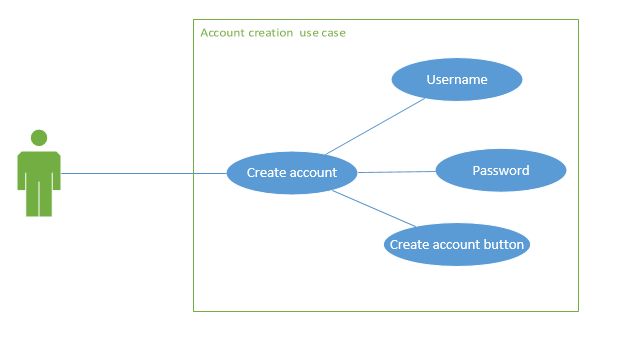 Account creation use case
Username
Create account
Password
Create account button